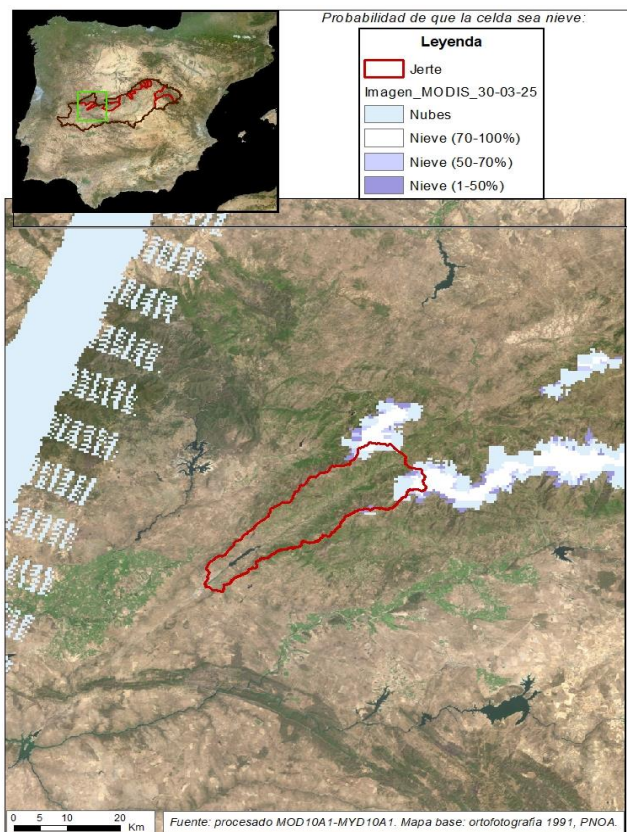 Probabilidad de que la celda sea nieve:
Leyenda
Jerte
Imagen_MODIS_30-03-25
Nubes
Nieve (70-100%)
Nieve (50-70%)
Nieve (1-50%)
0 5 10 20
Km
Fuente: procesado MOD10A1-MYD10A1. Mapa base: ortofotografia 1991, PNOA.